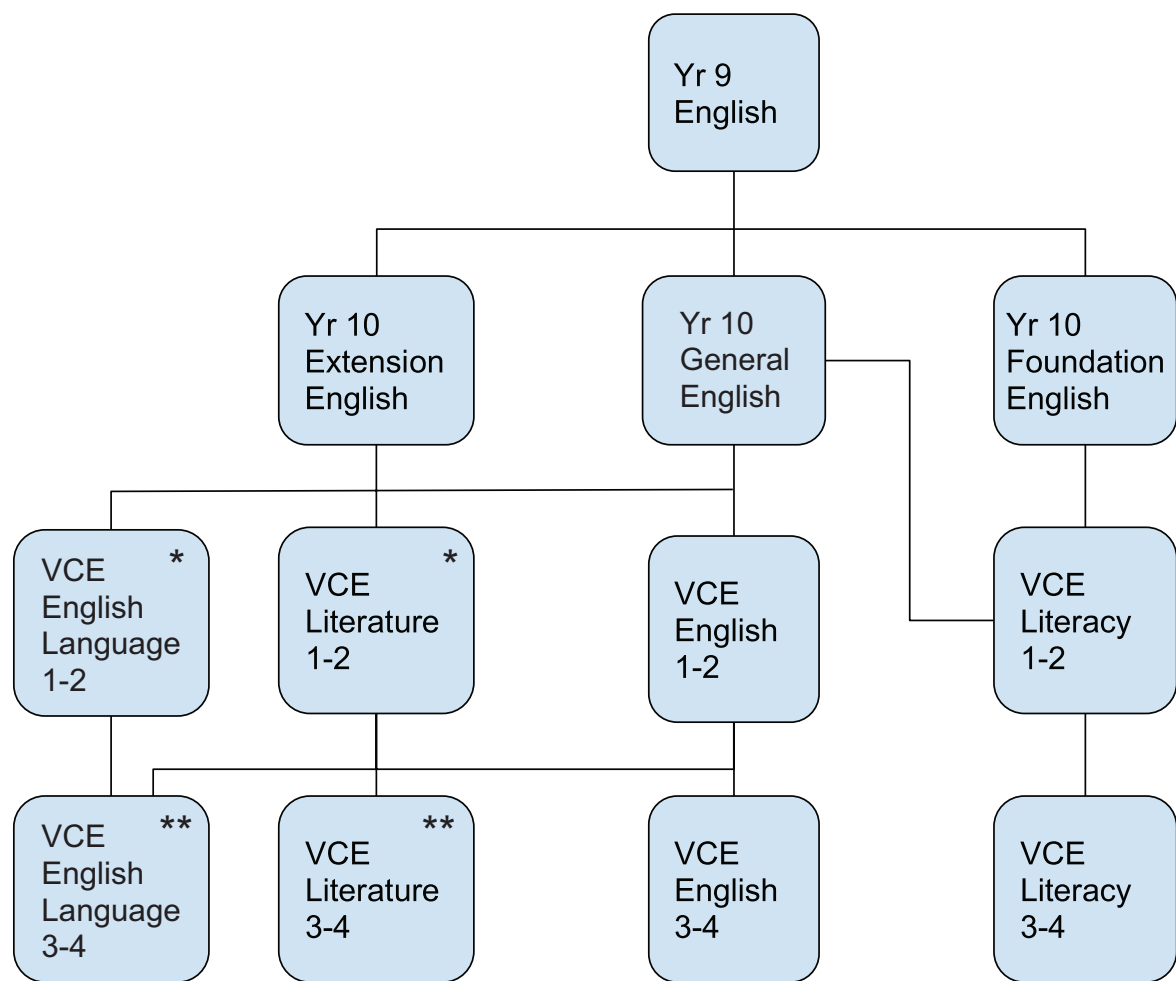 Yr 9
English
Yr 10
Extension
English
Yr 10
General
English
Yr 10
Foundation
English
*
VCE
English
Language
1-2
*
VCE
Literature
1-2
VCE
English
1-2
VCE
Literacy
1-2
**
VCE
English
Language
3-4
**
VCE
Literature
3-4
VCE
English
3-4
VCE
Literacy
3-4